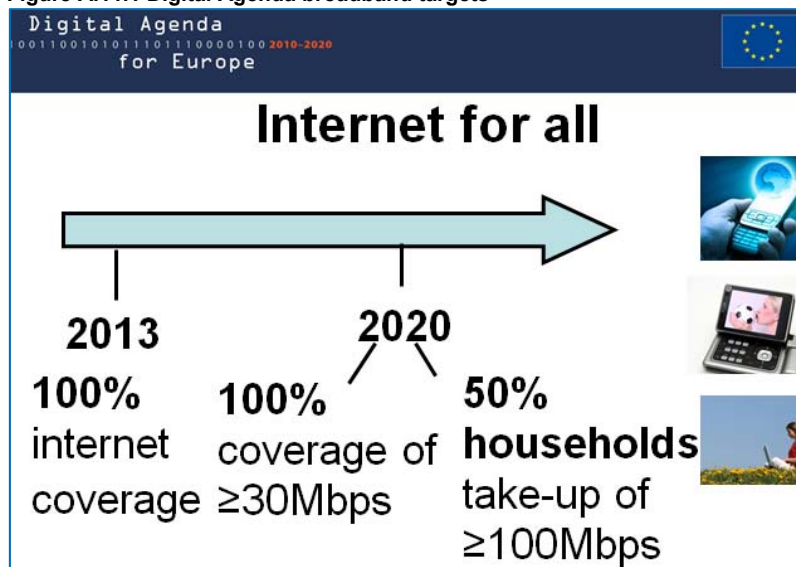 Digital Agenda
10011001010111011110000100 2010-2020
for Europe
Internet for all
2013
100%
internet
coverage
2020
100%
coverage of
≥30Mbps
50%
households
take-up of
≥100Mbps